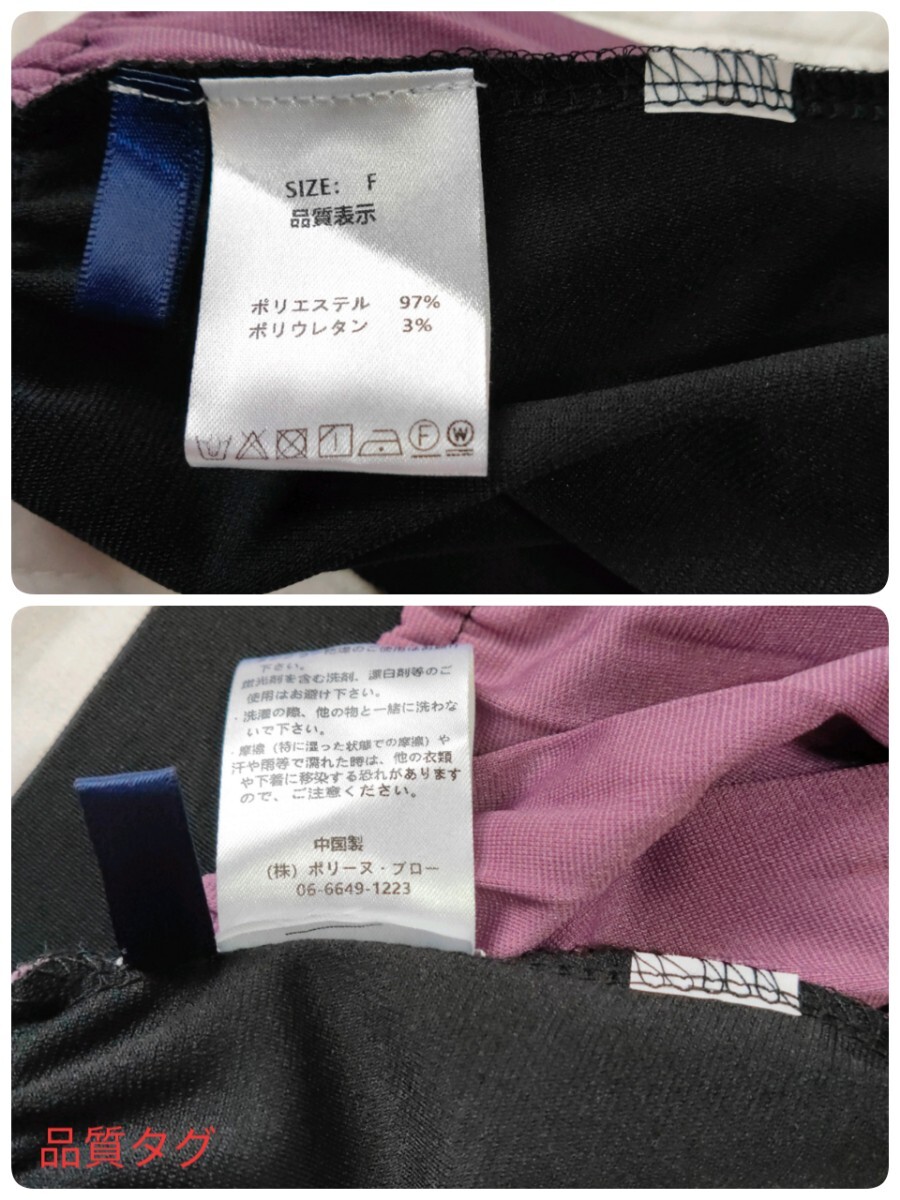 SIZE: F
品質表示
ポリエステル 97%
ポリウレタン 3%
F
W
下さい。
蛍光剤を含む洗剤、漂白剤等のご
使用はお避け下さい。
・洗濯の際、他の物と一緒に洗わな
いで下さい。
・摩擦（特に湿った状態での摩擦）や
汗や雨等で濡れた時は、他の衣類
や下着に移染する恐れがあります
ので、ご注意ください。
中国製
(株) ポリーヌ・ブロー
06-6649-1223
品質タグ